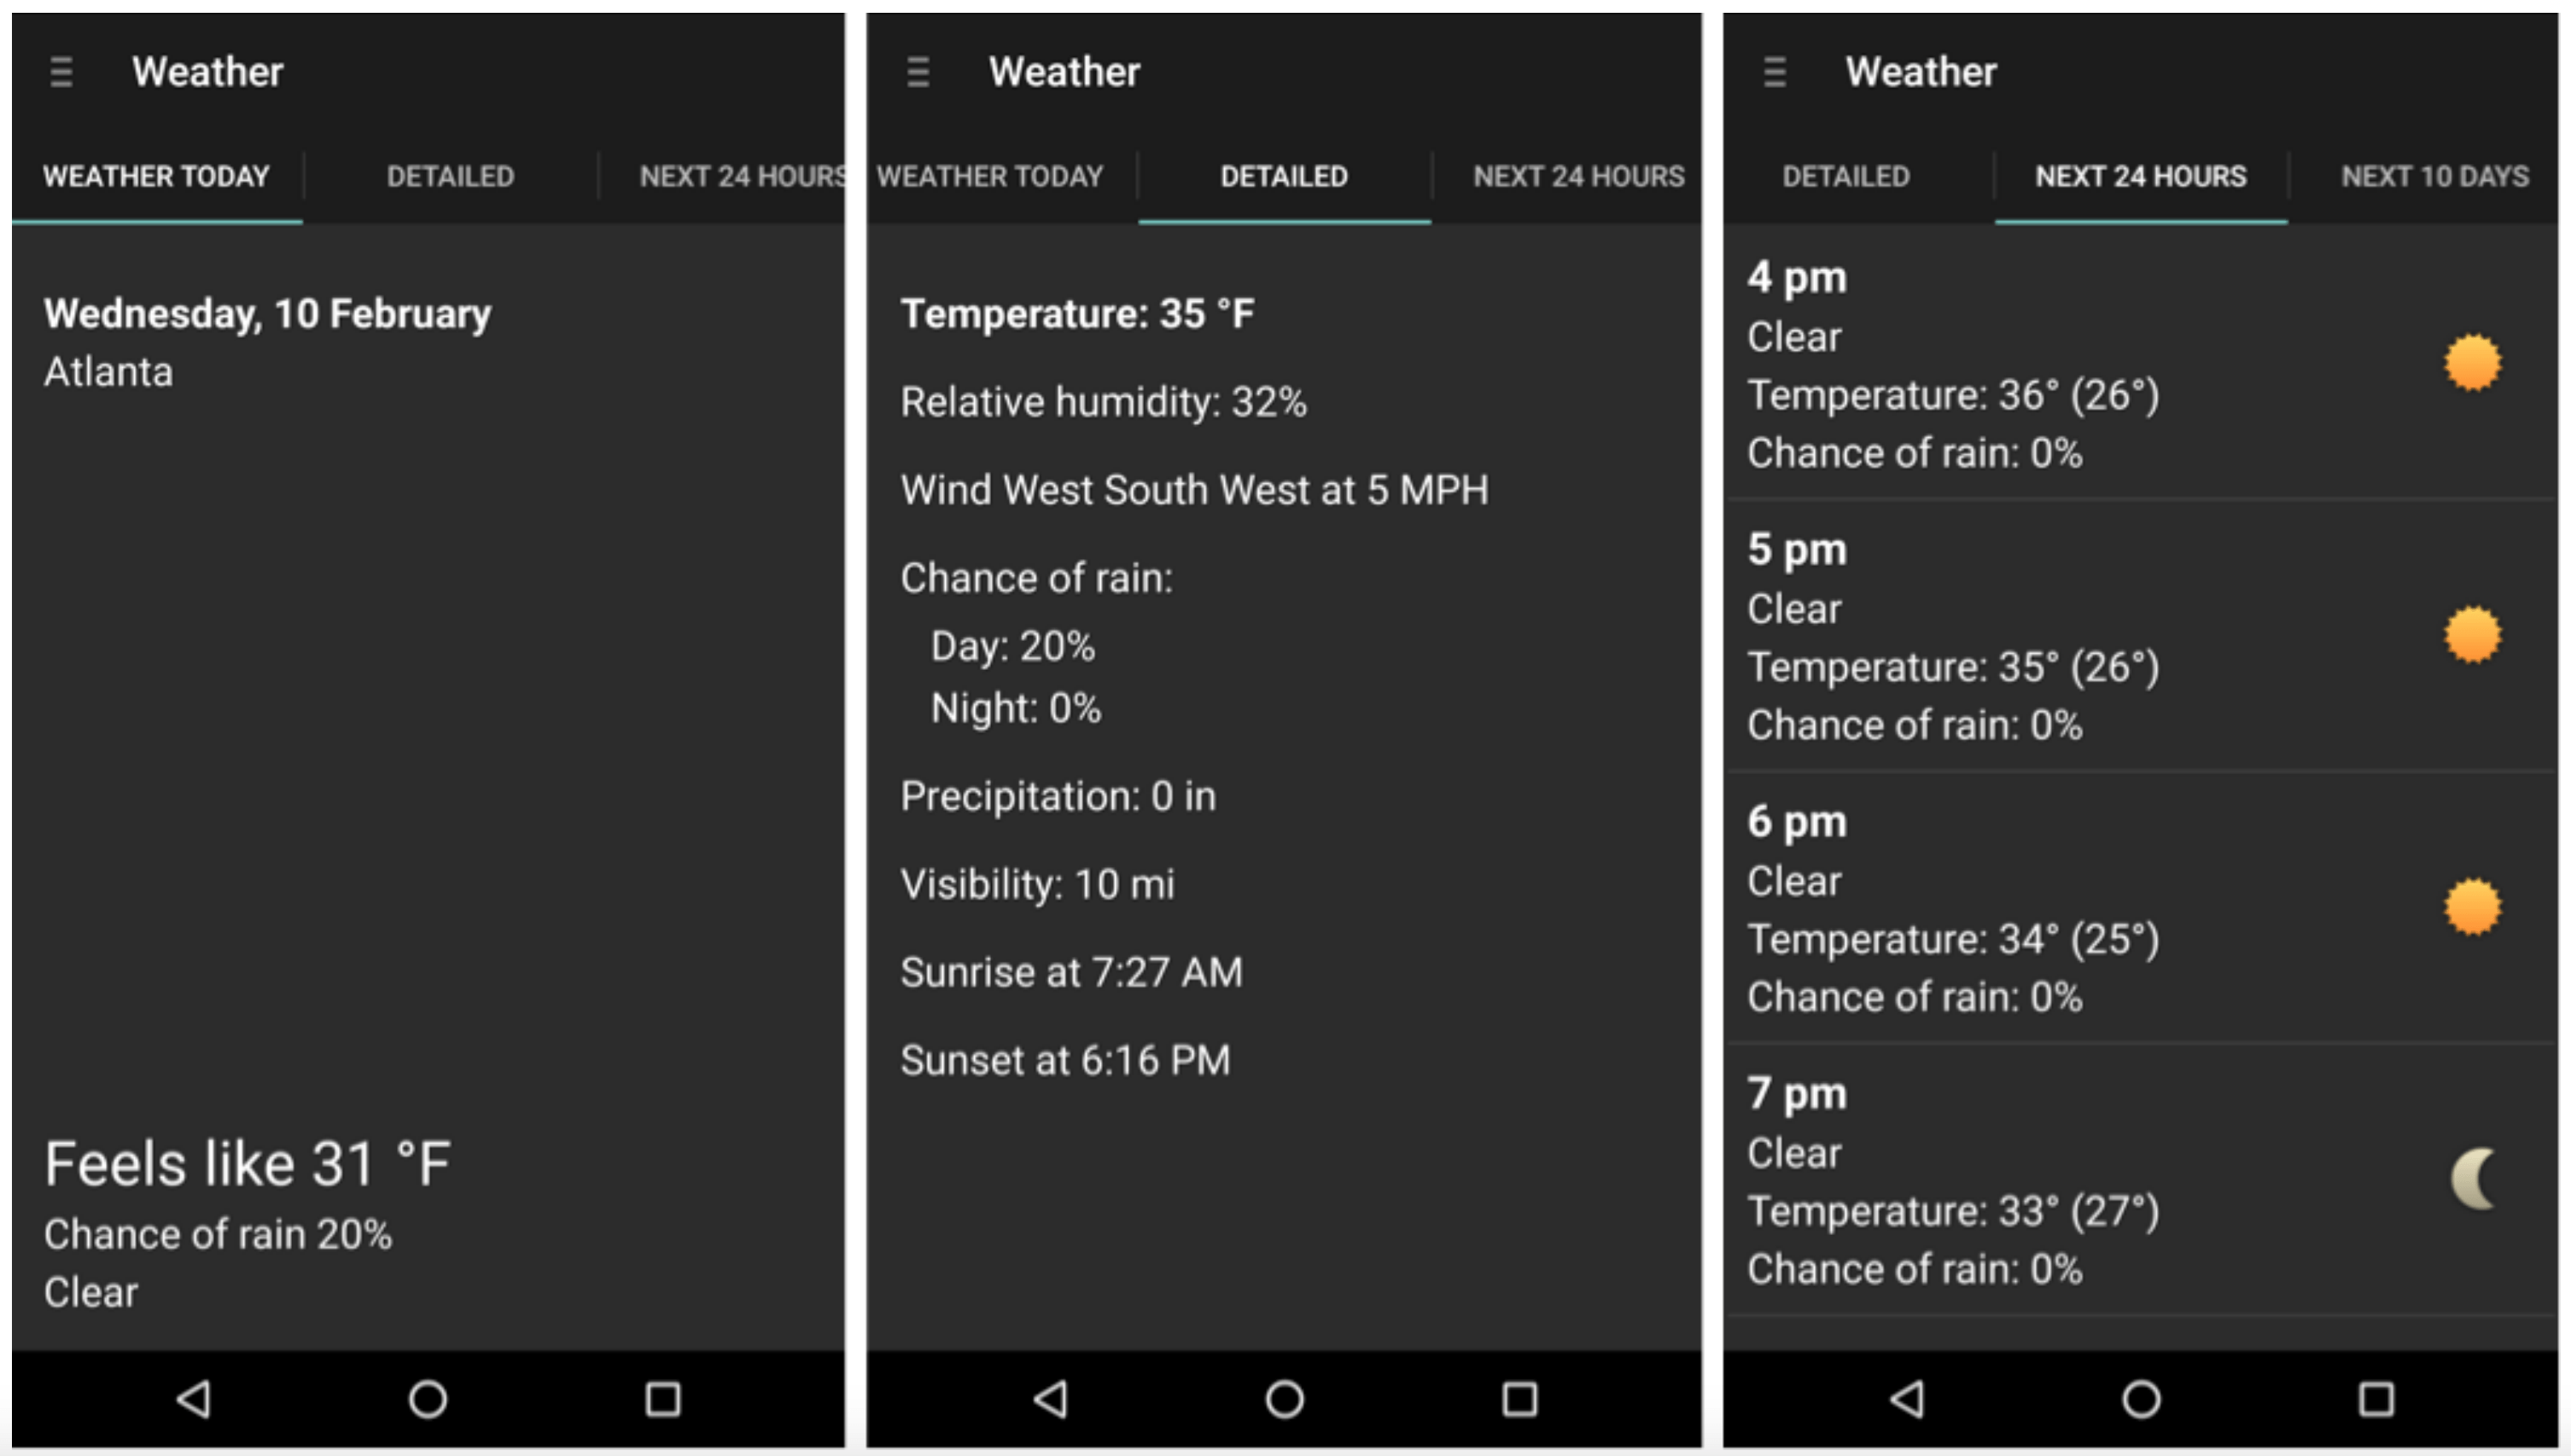 Weather
WEATHER TODAY
DETAILED
NEXT 24 HOURS
Wednesday, 10 February
Atlanta
Feels like 31 °F
Chance of rain 20%
Clear
Weather
WEATHER TODAY
DETAILED
NEXT 24 HOURS
Temperature: 35 °F
Relative humidity: 32%
Wind West South West at 5 MPH
Chance of rain:
Day: 20%
Night: 0%
Precipitation: 0 in
Visibility: 10 mi
Sunrise at 7:27 AM
Sunset at 6:16 PM
Weather
DETAILED
NEXT 24 HOURS
NEXT 10 DAYS
4 pm
Clear
Temperature: 36° (26°)
Chance of rain: 0%
5 pm
Clear
Temperature: 35° (26°)
Chance of rain: 0%
6 pm
Clear
Temperature: 34° (25°)
Chance of rain: 0%
7 pm
Clear
Temperature: 33° (27°)
Chance of rain: 0%